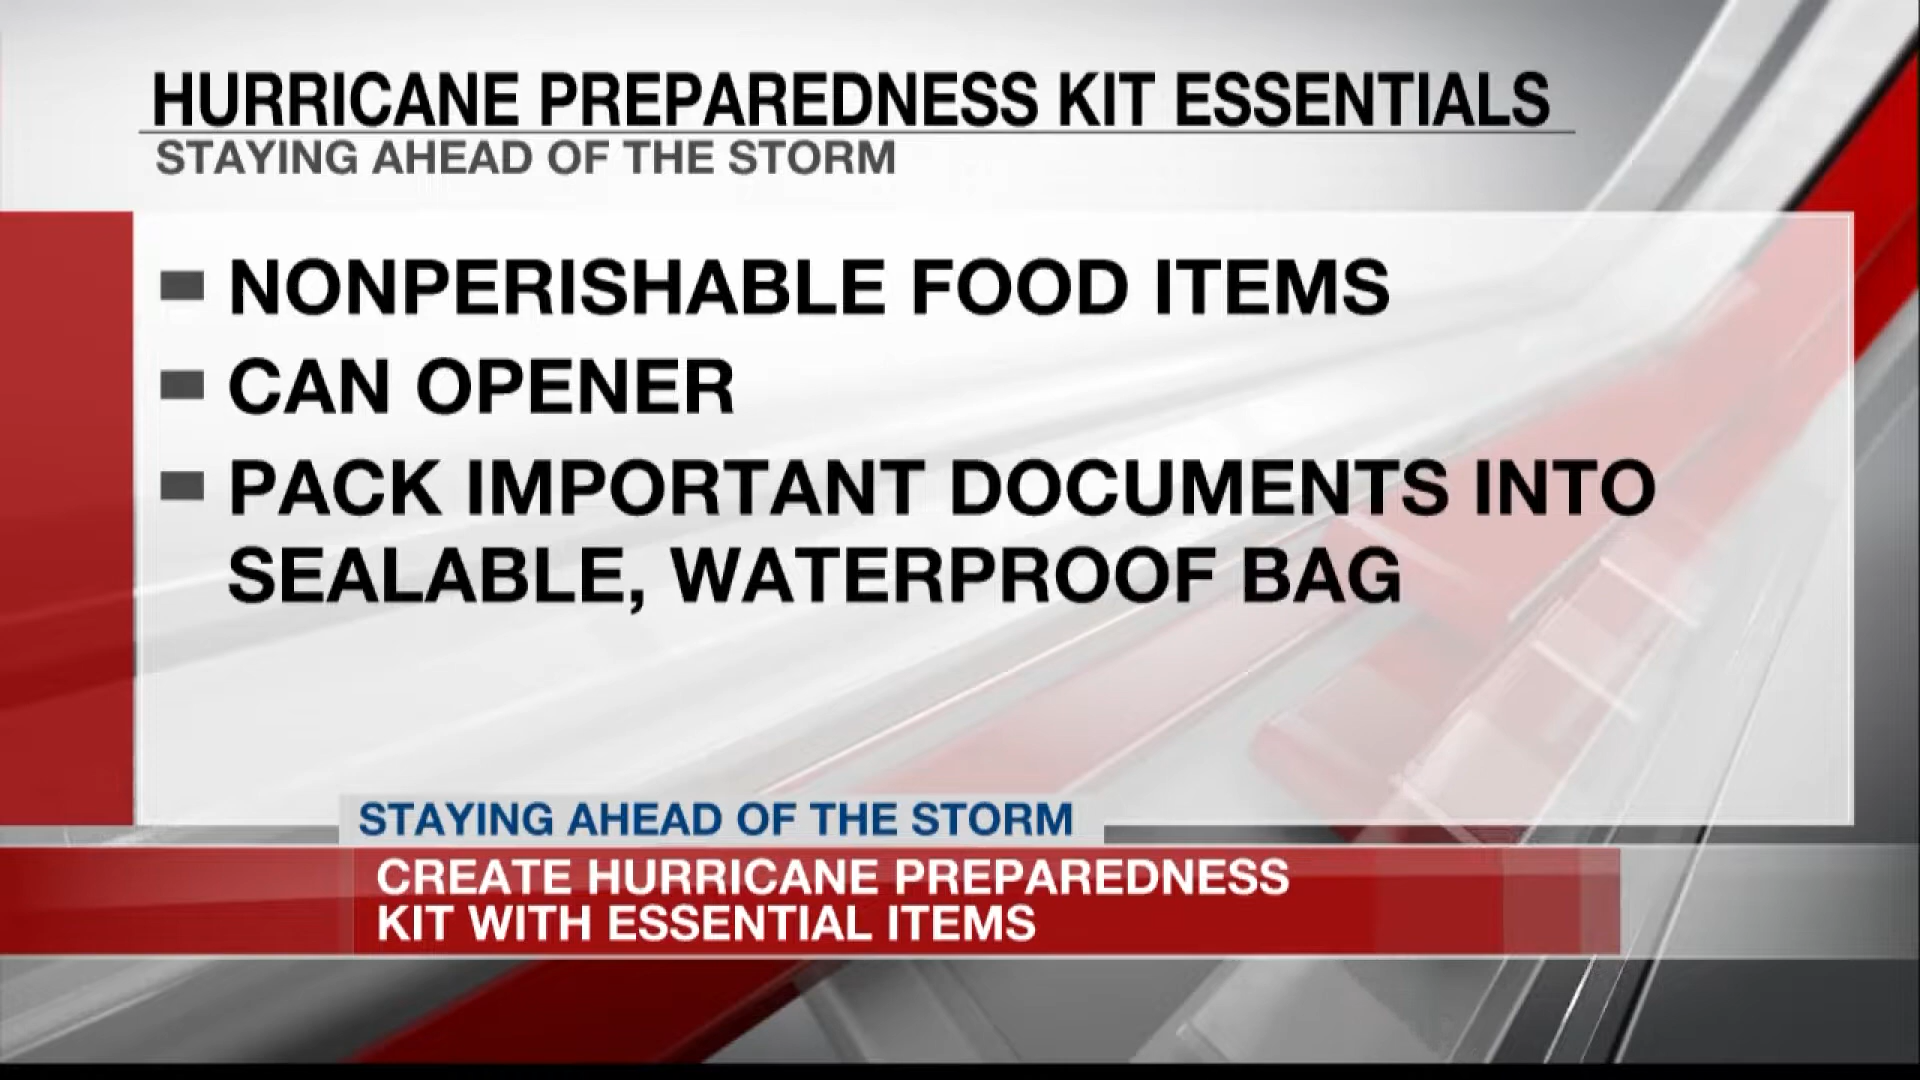 HURRICANE PREPAREDNESS KIT ESSENTIALS
STAYING AHEAD OF THE STORM
NONPERISHABLE FOOD ITEMS
CAN OPENER
PACK IMPORTANT DOCUMENTS INTO
SEALABLE, WATERPROOF BAG
STAYING AHEAD OF THE STORM
CREATE HURRICANE PREPAREDNESS
KIT WITH ESSENTIAL ITEMS